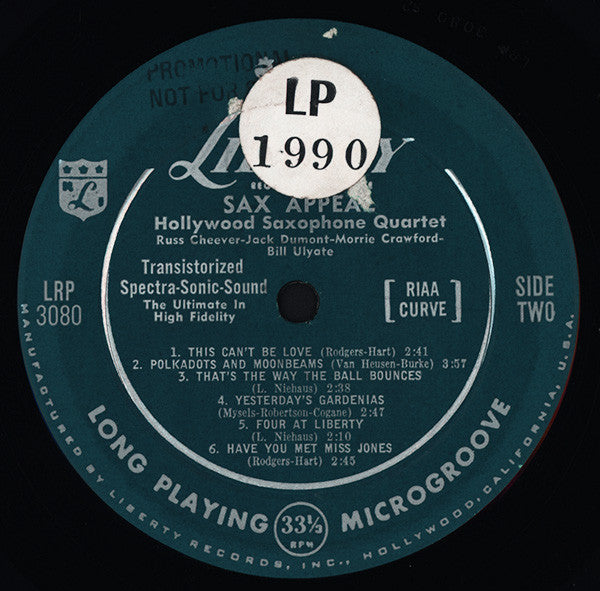 PROMOTIONAL
NOT FOR
LP
1990
LIBERTY
SAX APPEAL
Hollywood Saxophone Quartet
Russ Cheever-Jack Dumont-Morrie Crawford-
Bill Ulyate
Transistorized
Spectra-Sonic-Sound
The Ultimate In
High Fidelity
[RIAA
CURVE]
LRP
3080
SIDE
TWO
1. THIS CAN'T BE LOVE (Rodgers-Hart) 2:41
2. POLKADOTS AND MOONBEAMS (Van Heusen-Burke) 3:57
3. THAT'S THE WAY THE BALL BOUNCES
(L. Niehaus) 2:38
4. YESTERDAY'S GARDENIAS
(Mysels-Robertson-Cogane) 2:47
5. FOUR AT LIBERTY
(L. Niehaus) 2:10
6. HAVE YOU MET MISS JONES
(Rodgers-Hart) 2:45
LONG PLAYING 33⅓ RPM MICROGROOVE
MANUFACTURED BY LIBERTY RECORDS, INC., HOLLYWOOD, CALIFORNIA, U.S.A.
L